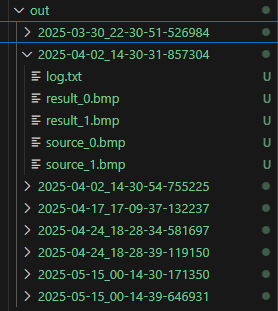 out
2025-03-30_22-30-51-526984
2025-04-02_14-30-31-857304
log.txt U
result_0.bmp U
result_1.bmp U
source_0.bmp U
source_1.bmp U
2025-04-02_14-30-54-755225
2025-04-17_17-09-37-132237
2025-04-24_18-28-34-581697
2025-04-24_18-28-39-119150
2025-05-15_00-14-30-171350
2025-05-15_00-14-39-646931